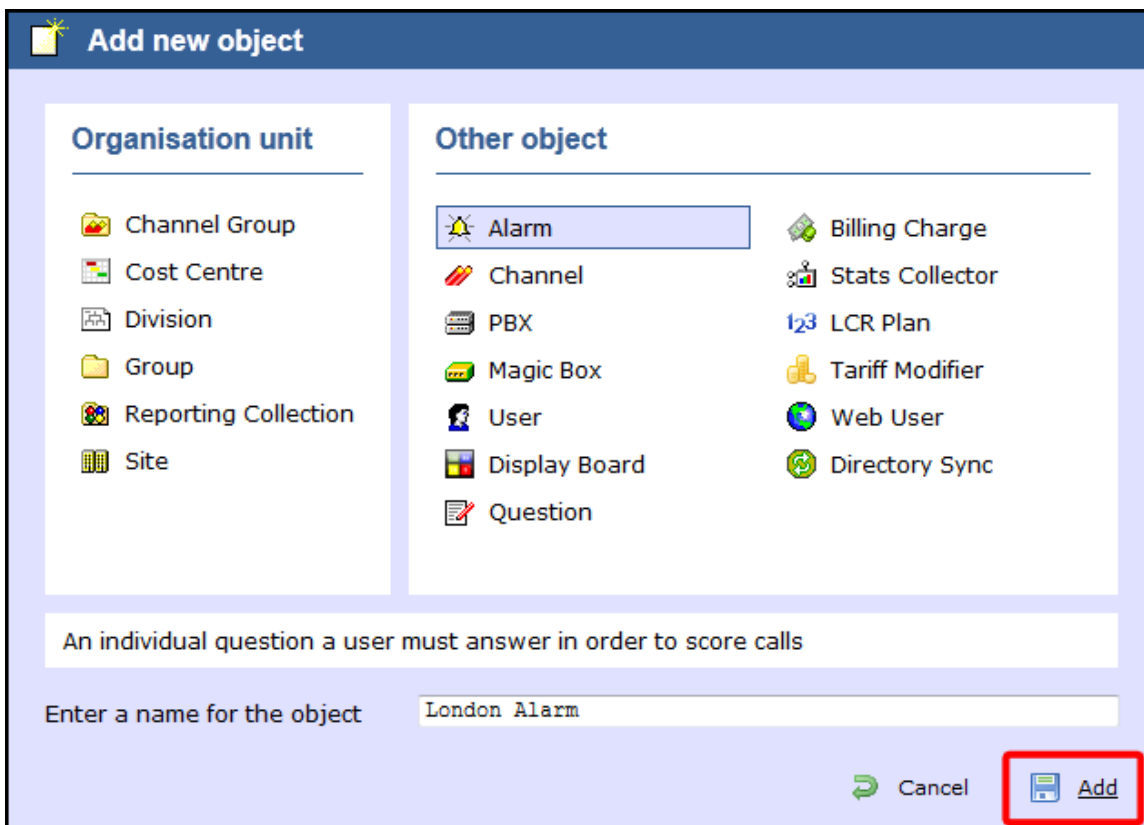 Add new object
Organisation unit
Channel Group
Cost Centre
Division
Group
Reporting Collection
Site
Other object
Alarm
Channel
PBX
Magic Box
User
Display Board
Question
Billing Charge
Stats Collector
123 LCR Plan
Tariff Modifier
Web User
Directory Sync
An individual question a user must answer in order to score calls
Enter a name for the object London Alarm
Cancel Add